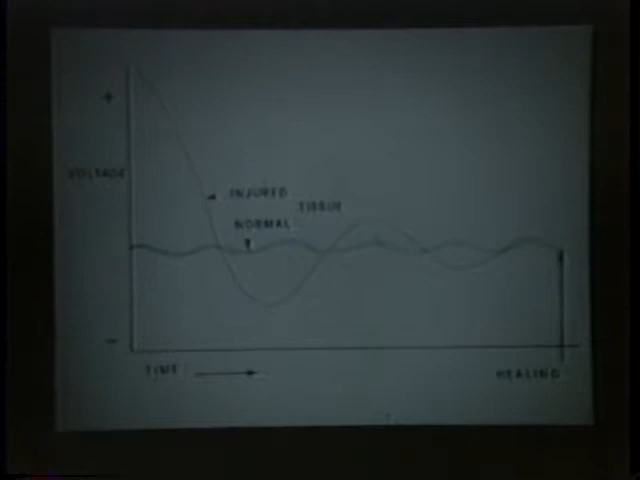 +
VOLTAGE
INJURED
TISSUE
NORMAL
-
TIME
HEALING